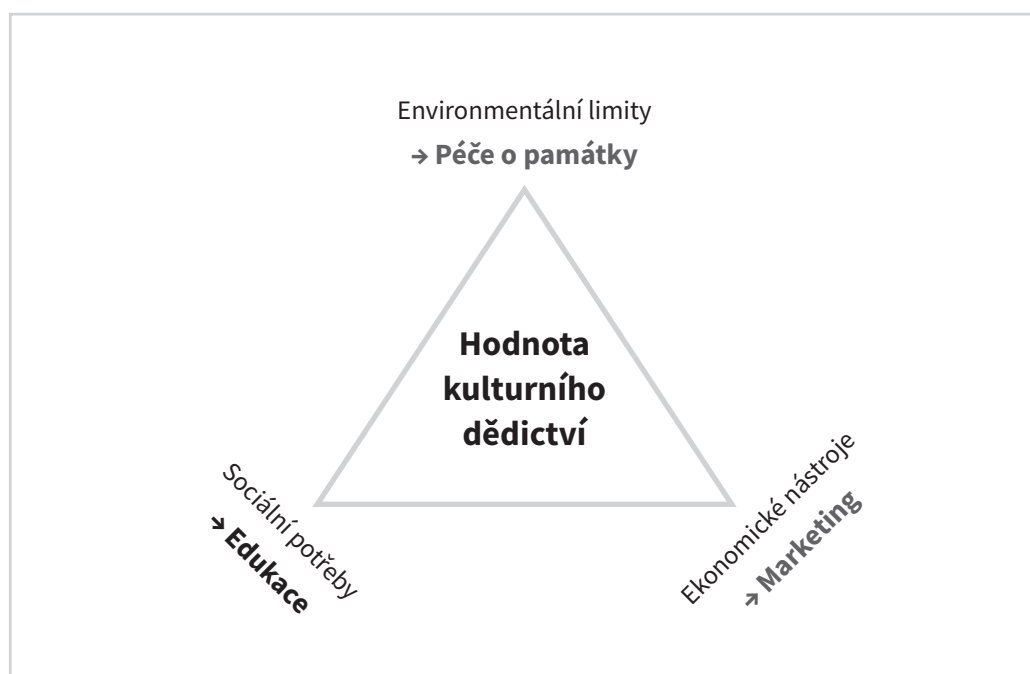 Environmentální limity
→ Péče o památky
Hodnota
kulturního
dědictví
Sociální potřeby
→ Edukace
Ekonomické nástroje
→ Marketing